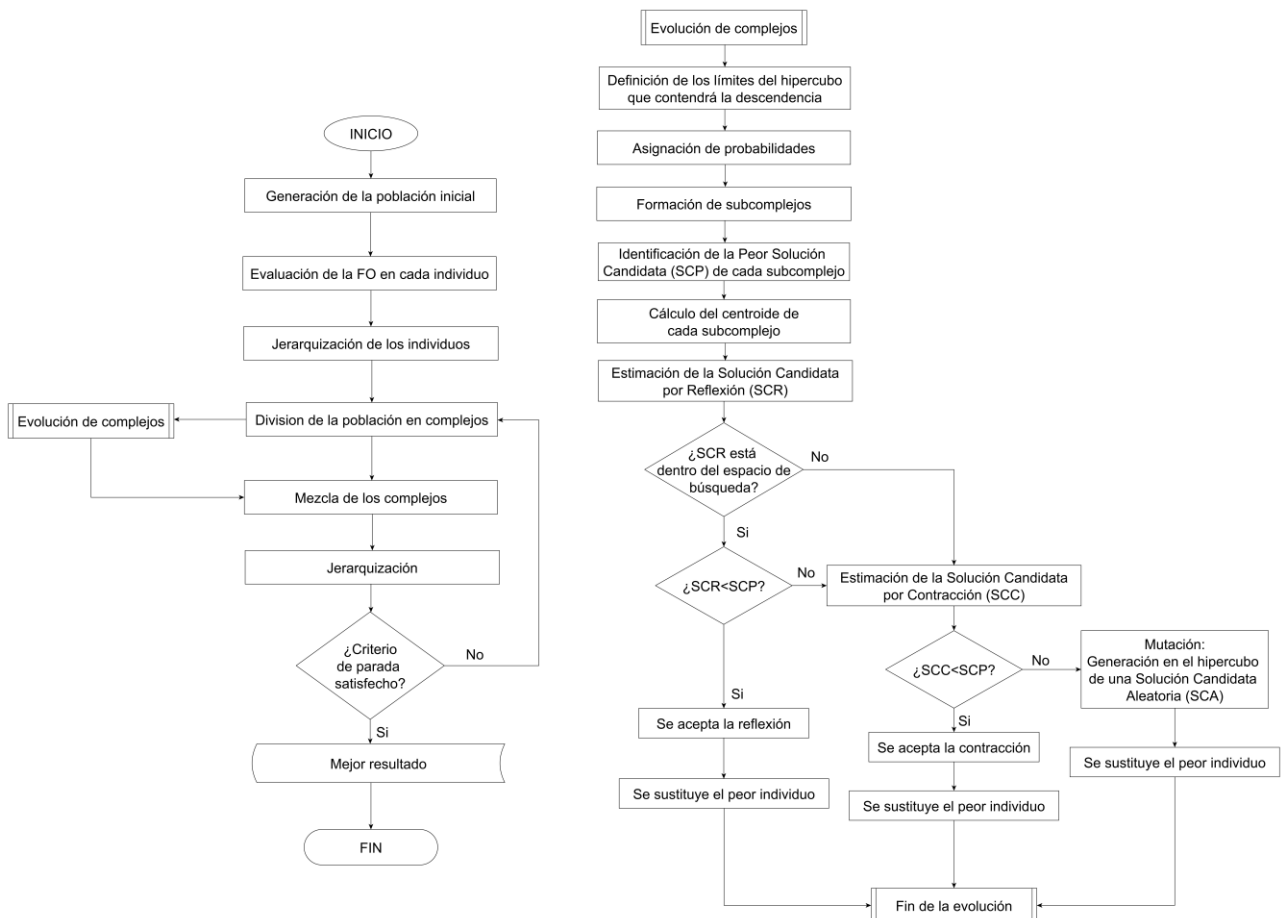 INICIO
Generación de la población inicial
Evaluación de la FO en cada individuo
Jerarquización de los individuos
Evolución de complejos
Division de la población en complejos
Mezcla de los complejos
Jerarquización
¿Criterio
de parada
satisfecho?
No
Si
Mejor resultado
FIN
Evolución de complejos
Definición de los límites del hipercubo
que contendrá la descendencia
Asignación de probabilidades
Formación de subcomplejos
Identificación de la Peor Solución
Candidata (SCP) de cada subcomplejo
Cálculo del centroide de
cada subcomplejo
Estimación de la Solución Candidata
por Reflexión (SCR)
¿SCR está
dentro del espacio de
búsqueda?
No
Si
¿SCR<SCP?
No
Estimación de la Solución Candidata
por Contracción (SCC)
¿SCC<SCP?
No
Mutación:
Generación en el hipercubo
de una Solución Candidata
Aleatoria (SCA)
Si
Se acepta la reflexión
Si
Se acepta la contracción
Se sustituye el peor individuo
Se sustituye el peor individuo
Se sustituye el peor individuo
Fin de la evolución